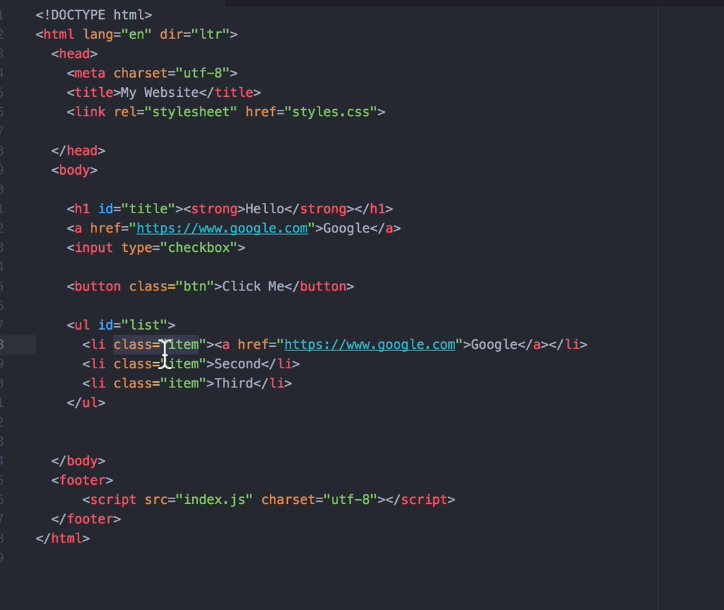 <!DOCTYPE html>
<html lang="en" dir="ltr">
<head>
<meta charset="utf-8">
<title>My Website</title>
<link rel="stylesheet" href="styles.css">
</head>
<body>
<h1 id="title"><strong>Hello</strong></h1>
<a href="https://www.google.com">Google</a>
<input type="checkbox">
<button class="btn">Click Me</button>
<ul id="list">
<li class="item"><a href="https://www.google.com">Google</a></li>
<li class="item">Second</li>
<li class="item">Third</li>
</ul>
</body>
<footer>
<script src="index.js" charset="utf-8"></script>
</footer>
</html>